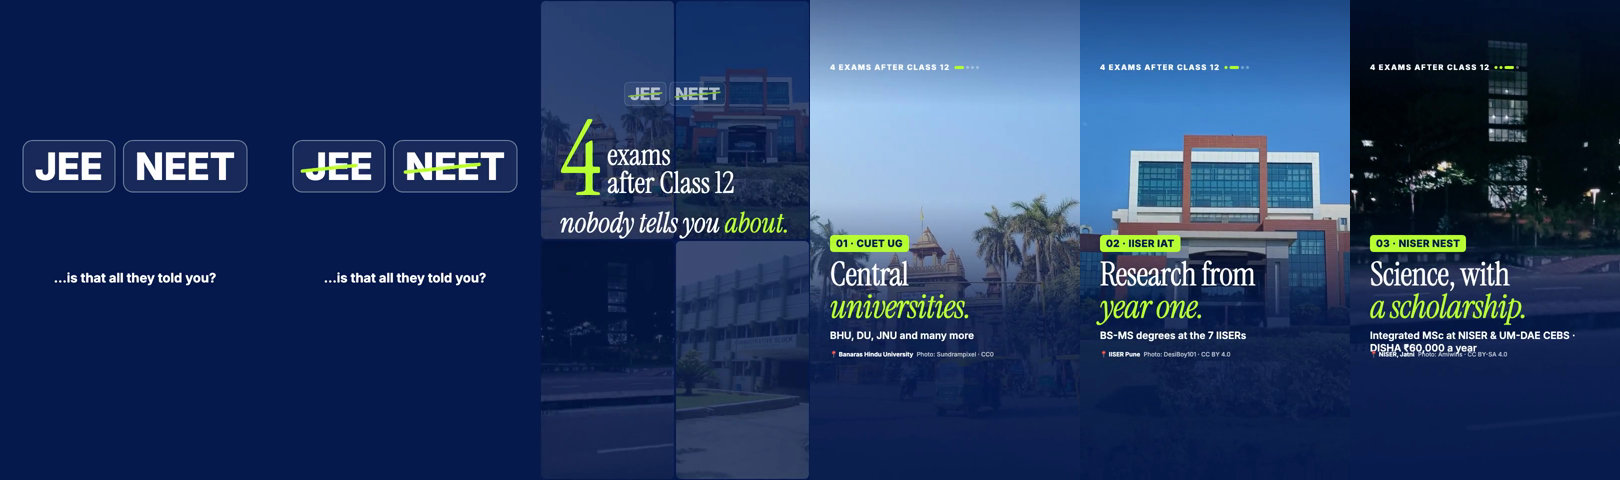 JEE NEET
...is that all they told you?
JEE NEET
...is that all they told you?
JEE NEET
4 exams
after Class 12
nobody tells you about.
4 EXAMS AFTER CLASS 12
01 · CUET UG
Central
universities.
BHU, DU, JNU and many more
Banaras Hindu University Photo: Sundrampixel · CC0
4 EXAMS AFTER CLASS 12
02 · IISER IAT
Research from
year one.
BS-MS degrees at the 7 IISERs
IISER Pune Photo: DesiBoy101 · CC BY 4.0
4 EXAMS AFTER CLASS 12
03 · NISER NEST
Science, with
a scholarship.
Integrated MSc at NISER & UM-DAE CEBS ·
DISHA ₹60,000 a year
NISER, Jatni Photo: Amiwiris · CC BY-SA 4.0